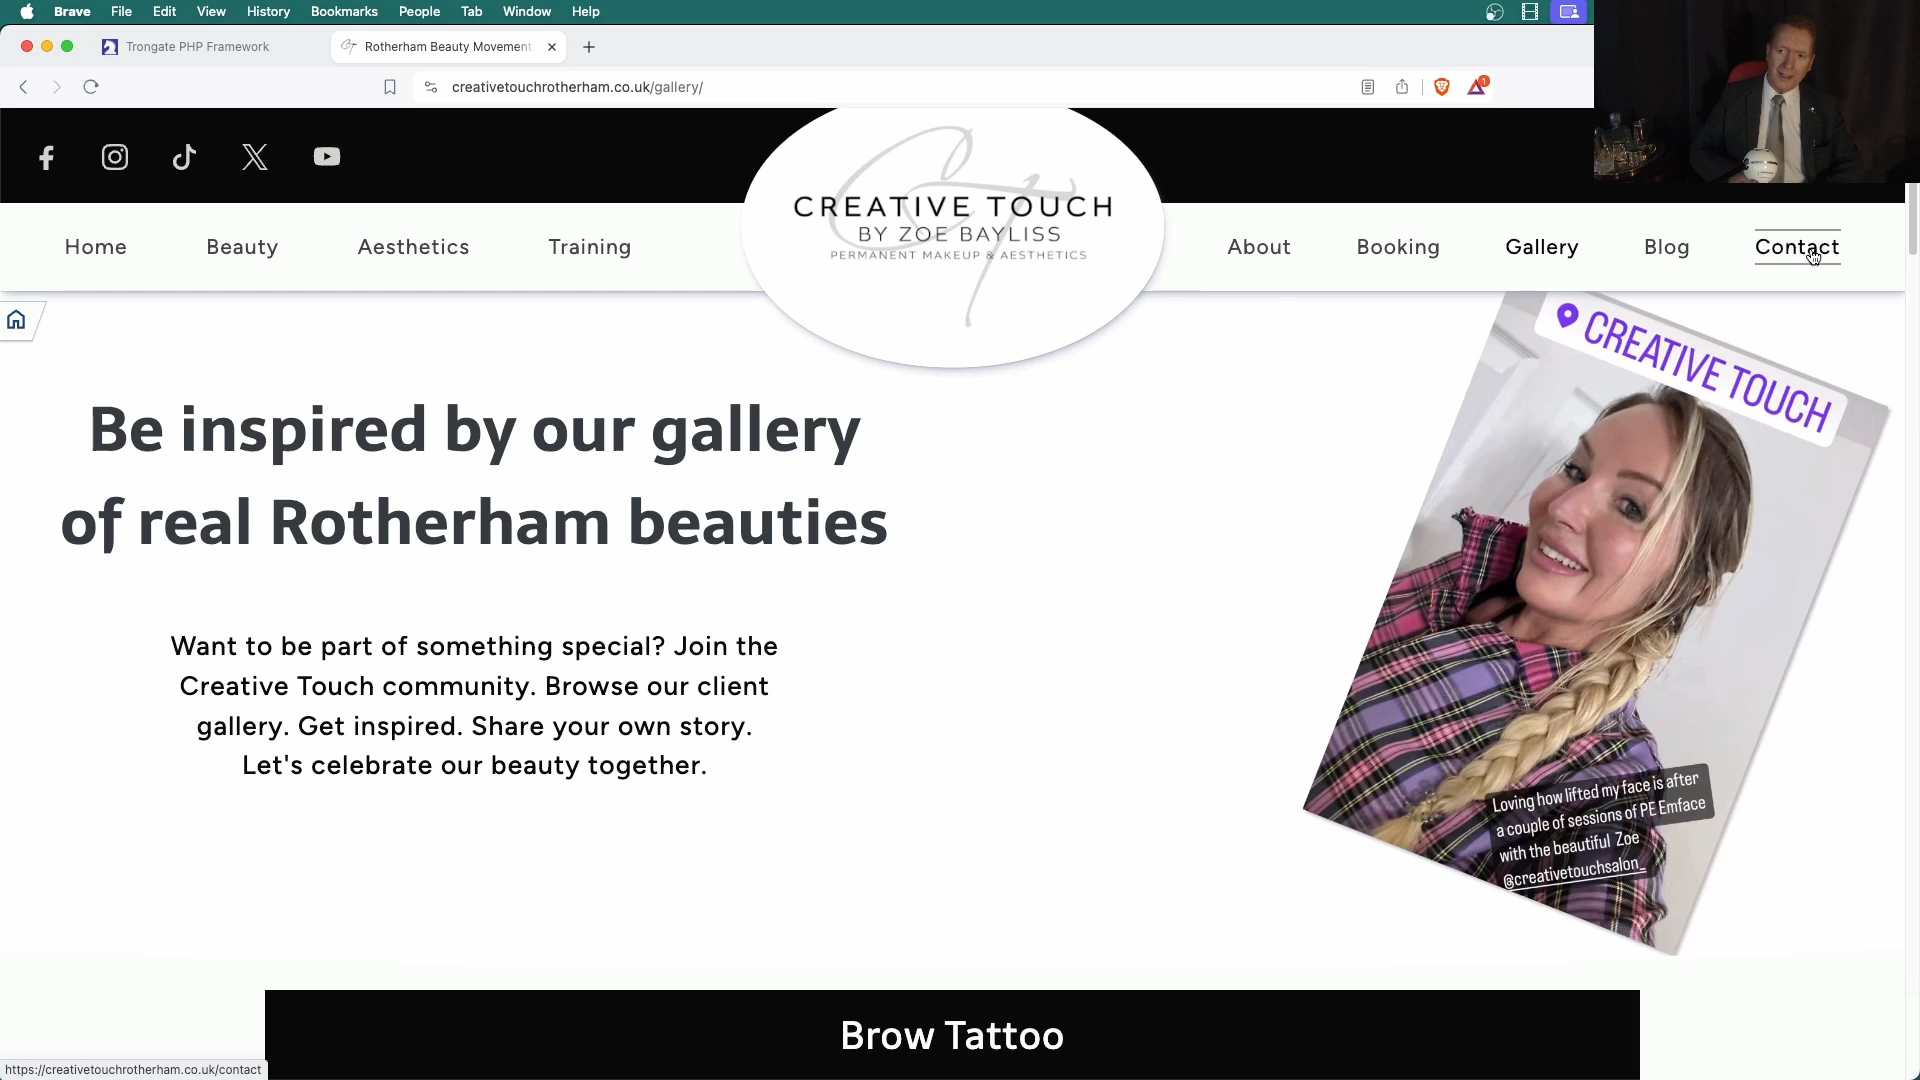 Brave File Edit View History Bookmarks People Tab Window Help
Trongate PHP Framework
Rotherham Beauty Movement
creativetouchrotherham.co.uk/gallery/
1
CT
CREATIVE TOUCH
BY ZOE BAYLISS
PERMANENT MAKEUP & AESTHETICS
Home Beauty Aesthetics Training
About Booking Gallery Blog Contact
Be inspired by our gallery
of real Rotherham beauties
Want to be part of something special? Join the
Creative Touch community. Browse our client
gallery. Get inspired. Share your own story.
Let's celebrate our beauty together.
CREATIVE TOUCH
Loving how lifted my face is after
a couple of sessions of PE Emface
with the beautiful Zoe
@creativetouchsalon_
Brow Tattoo
https://creativetouchrotherham.co.uk/contact